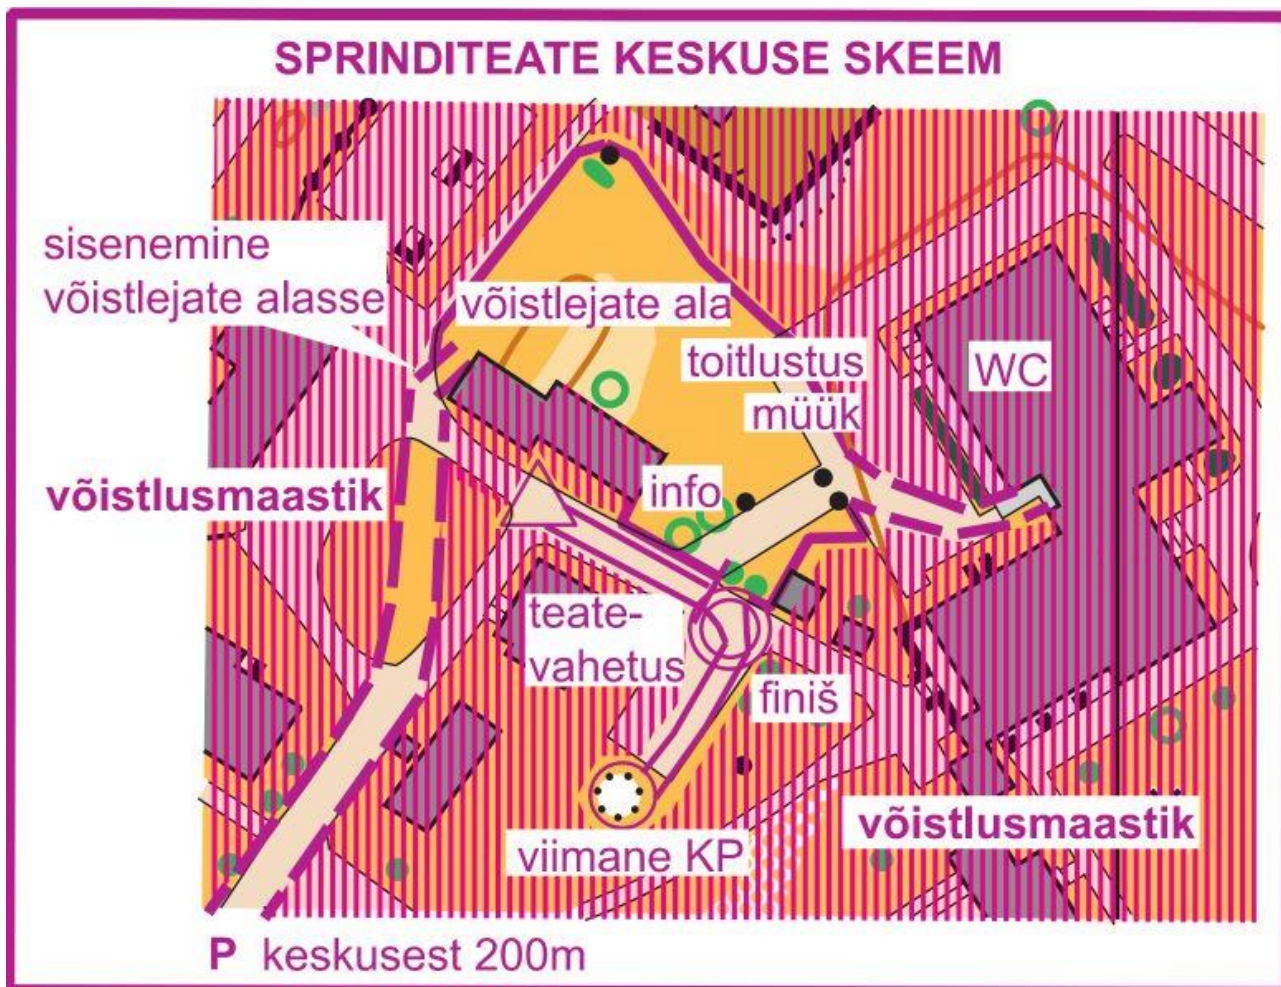 SPRINDITEATE KESKUSE SKEEM
sisenemine
võistlejate alasse
võistlejate ala
toitlustus
müük
WC
võistlusmaastik
info
teate-
vahetus
finiš
viimane KP
võistlusmaastik
P keskusest 200m